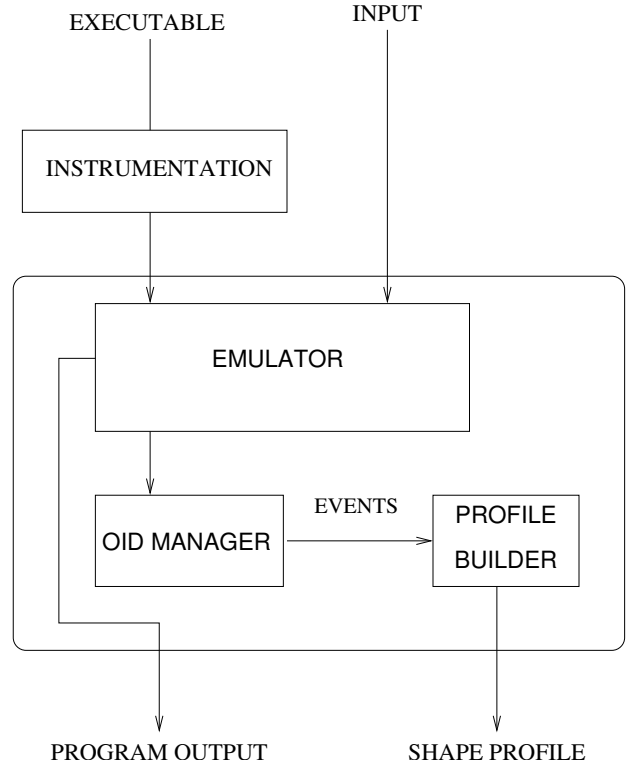 EXECUTABLE
INPUT
INSTRUMENTATION
EMULATOR
OID MANAGER
EVENTS
PROFILE
BUILDER
PROGRAM OUTPUT
SHAPE PROFILE